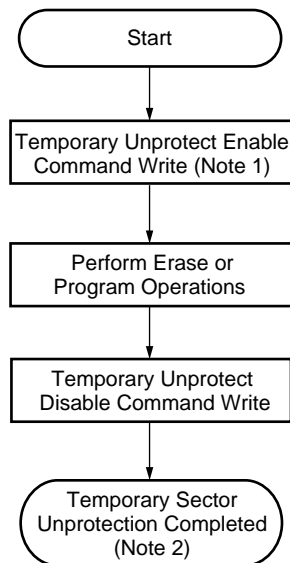 Start
Temporary Unprotect Enable
Command Write (Note 1)
Perform Erase or
Program Operations
Temporary Unprotect
Disable Command Write
Temporary Sector
Unprotection Completed
(Note 2)